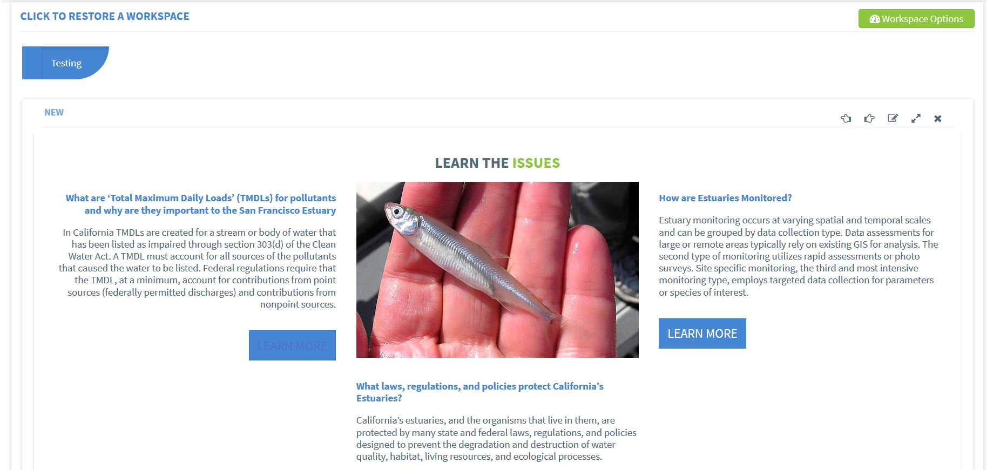 CLICK TO RESTORE A WORKSPACE
Workspace Options
Testing
NEW
LEARN THE ISSUES
What are ‘Total Maximum Daily Loads’ (TMDLs) for pollutants
and why are they important to the San Francisco Estuary
In California TMDLs are created for a stream or body of water that
has been listed as impaired through section 303(d) of the Clean
Water Act. A TMDL must account for all sources of the pollutants
that caused the water to be listed. Federal regulations require that
the TMDL, at a minimum, account for contributions from point
sources (federally permitted discharges) and contributions from
nonpoint sources.
LEARN MORE
How are Estuaries Monitored?
Estuary monitoring occurs at varying spatial and temporal scales
and can be grouped by data collection type. Data assessments for
large or remote areas typically rely on existing GIS for analysis. The
second type of monitoring utilizes rapid assessments or photo
surveys. Site specific monitoring, the third and most intensive
monitoring type, employs targeted data collection for parameters
or species of interest.
LEARN MORE
What laws, regulations, and policies protect California’s
Estuaries?
California’s estuaries, and the organisms that live in them, are
protected by many state and federal laws, regulations, and policies
designed to prevent the degradation and destruction of water
quality, habitat, living resources, and ecological processes.